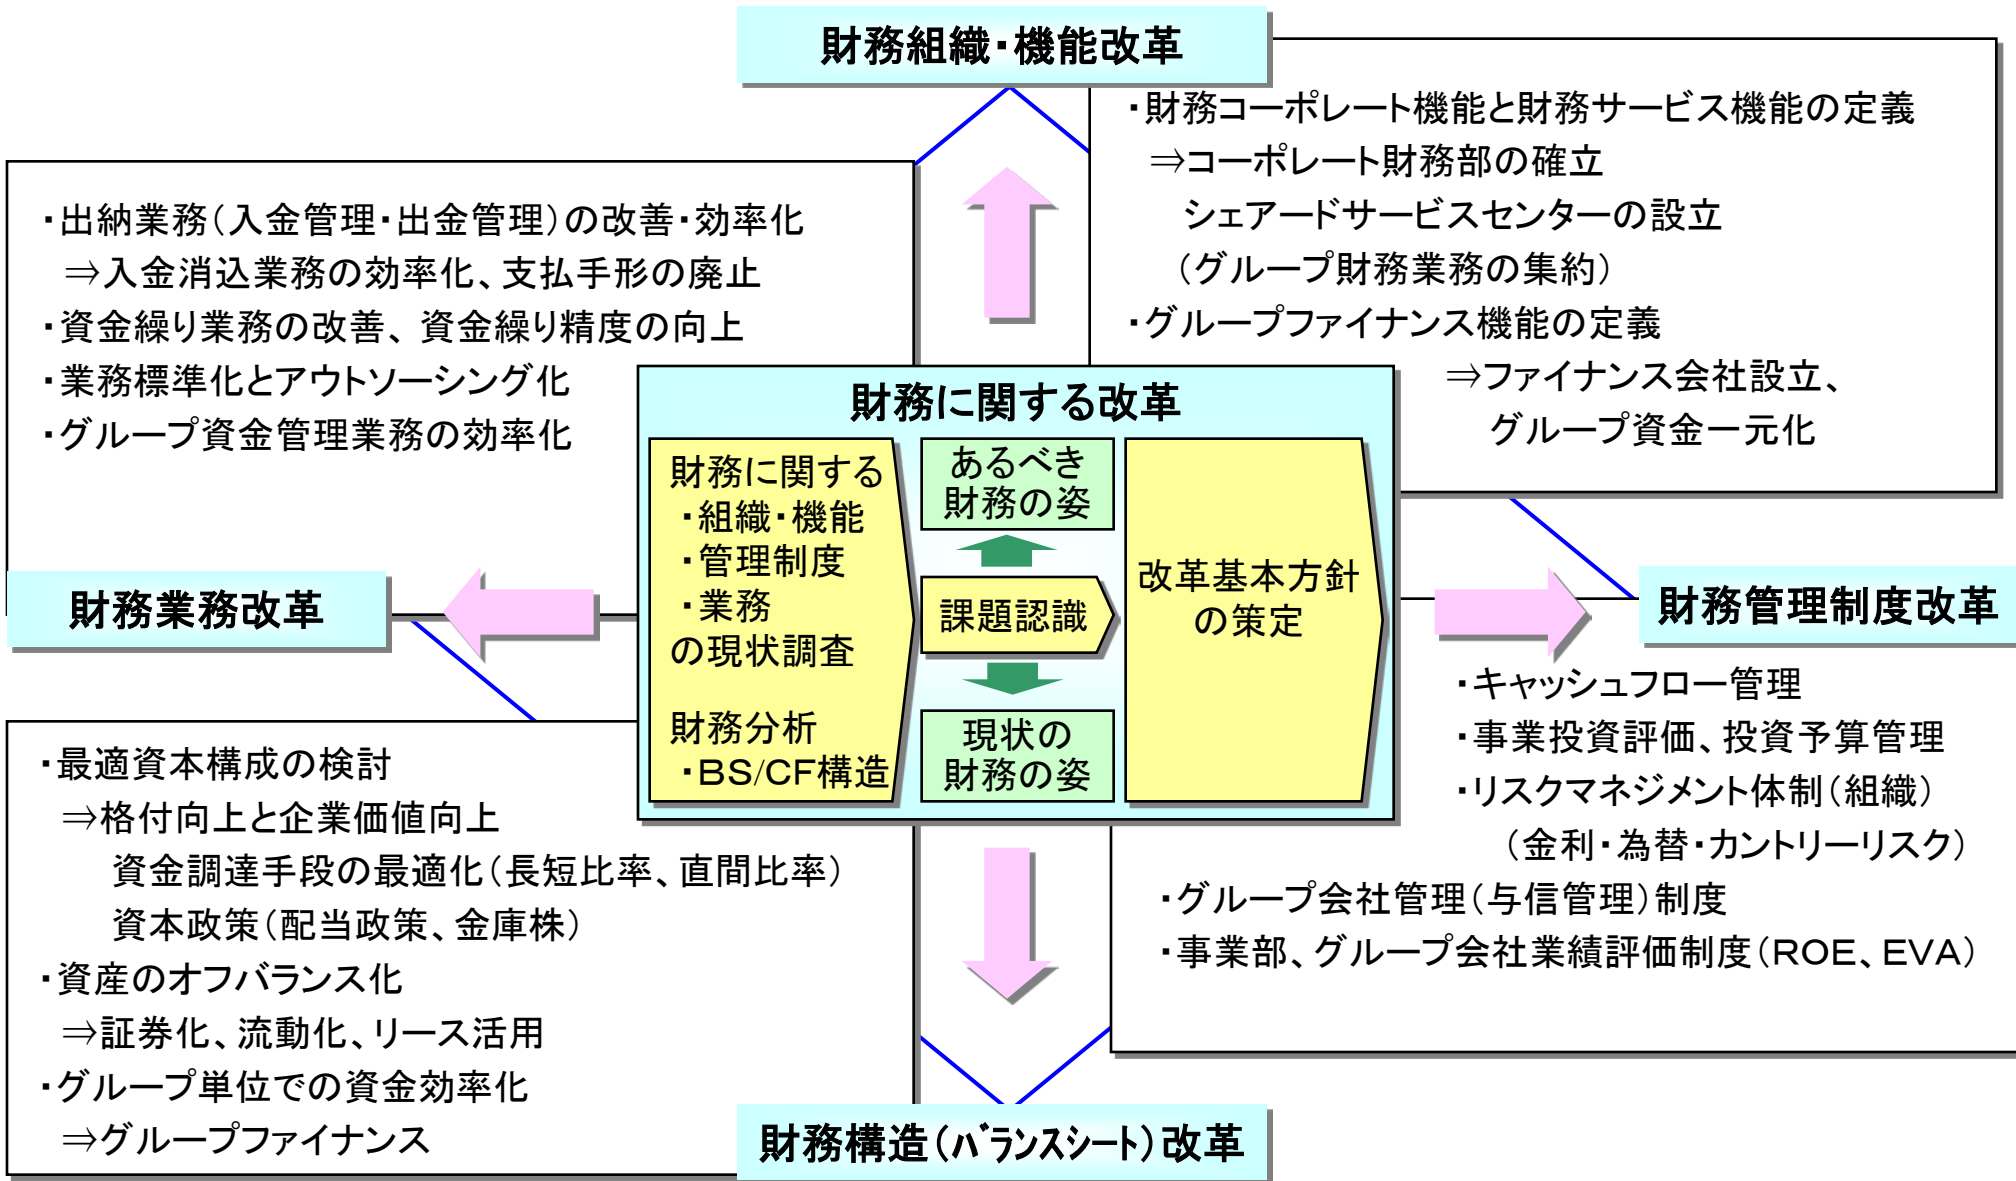 財務組織・機能改革
・財務コーポレート機能と財務サービス機能の定義
⇒コーポレート財務部の確立
シェアードサービスセンターの設立
（グループ財務業務の集約）
・グループファイナンス機能の定義
⇒ファイナンス会社設立、
グループ資金一元化
・出納業務（入金管理・出金管理）の改善・効率化
⇒入金消込業務の効率化、支払手形の廃止
・資金繰り業務の改善、資金繰り精度の向上
・業務標準化とアウトソーシング化
・グループ資金管理業務の効率化
財務業務改革
財務に関する改革
財務に関する
・組織・機能
・管理制度
・業務
の現状調査
財務分析
・BS/CF構造
あるべき
財務の姿
課題認識
現状の
財務の姿
改革基本方針
の策定
財務管理制度改革
・キャッシュフロー管理
・事業投資評価、投資予算管理
・リスクマネジメント体制（組織）
（金利・為替・カントリーリスク）
・グループ会社管理（与信管理）制度
・事業部、グループ会社業績評価制度（ROE、EVA）
・最適資本構成の検討
⇒格付向上と企業価値向上
資金調達手段の最適化（長短比率、直間比率）
資本政策（配当政策、金庫株）
・資産のオフバランス化
⇒証券化、流動化、リース活用
・グループ単位での資金効率化
⇒グループファイナンス
財務構造（ﾊﾞﾗﾝｽｼｰﾄ）改革